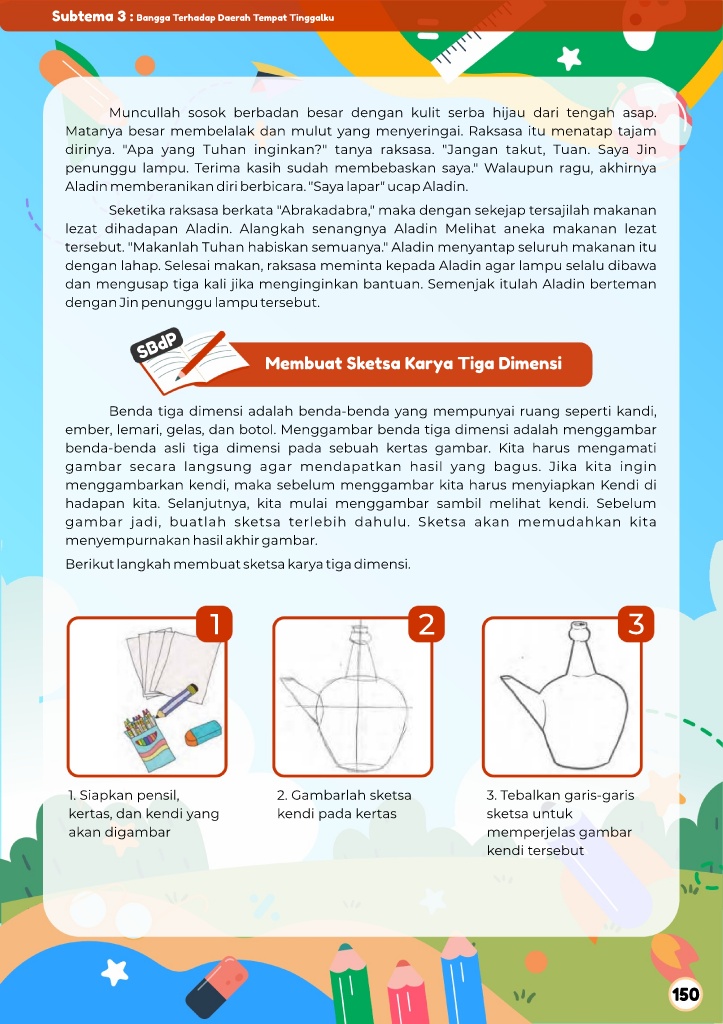 Subtema 3 : Bangga Terhadap Daerah Tempat Tinggalku
Muncullah sosok berbadan besar dengan kulit serba hijau dari tengah asap.
Matanya besar membelalak dan mulut yang menyeringai. Raksasa itu menatap tajam
dirinya. "Apa yang Tuhan inginkan?" tanya raksasa. "Jangan takut, Tuan. Saya Jin
penunggu lampu. Terima kasih sudah membebaskan saya." Walaupun ragu, akhirnya
Aladin memberanikan diri berbicara. "Saya lapar" ucap Aladin.
Seketika raksasa berkata "Abrakadabra," maka dengan sekejap tersajilah makanan
lezat dihadapan Aladin. Alangkah senangnya Aladin Melihat aneka makanan lezat
tersebut. "Makanlah Tuhan habiskan semuanya." Aladin menyantap seluruh makanan itu
dengan lahap. Selesai makan, raksasa meminta kepada Aladin agar lampu selalu dibawa
dan mengusap tiga kali jika menginginkan bantuan. Semenjak itulah Aladin berteman
dengan Jin penunggu lampu tersebut.
SBdP
Membuat Sketsa Karya Tiga Dimensi
Benda tiga dimensi adalah benda-benda yang mempunyai ruang seperti kandi,
ember, lemari, gelas, dan botol. Menggambar benda tiga dimensi adalah menggambar
benda-benda asli tiga dimensi pada sebuah kertas gambar. Kita harus mengamati
gambar secara langsung agar mendapatkan hasil yang bagus. Jika kita ingin
menggambarkan kendi, maka sebelum menggambar kita harus menyiapkan Kendi di
hadapan kita. Selanjutnya, kita mulai menggambar sambil melihat kendi. Sebelum
gambar jadi, buatlah sketsa terlebih dahulu. Sketsa akan memudahkan kita
menyempurnakan hasil akhir gambar.
Berikut langkah membuat sketsa karya tiga dimensi.
1
2
3
1. Siapkan pensil,
kertas, dan kendi yang
akan digambar
2. Gambarlah sketsa
kendi pada kertas
3. Tebalkan garis-garis
sketsa untuk
memperjelas gambar
kendi tersebut
150